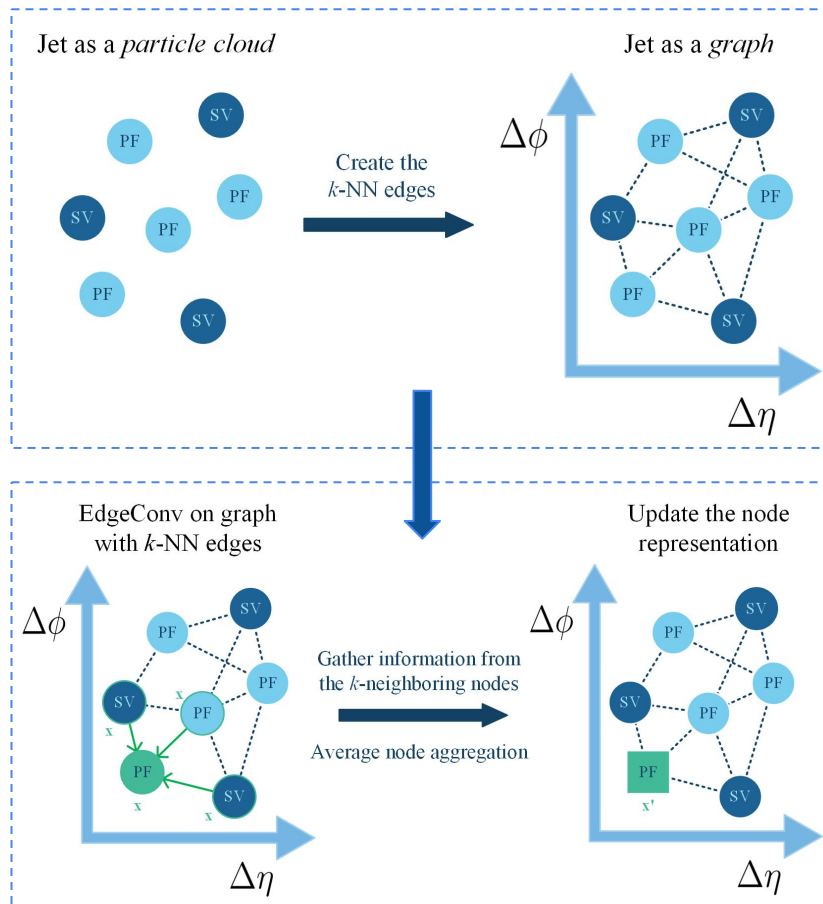 Jet as a particle cloud
Jet as a graph
SV
PF
PF
SV
PF
PF
SV
Create the
k-NN edges
Δϕ
SV
PF
PF
SV
PF
PF
SV
Δη
EdgeConv on graph
with k-NN edges
Update the node
representation
Δϕ
SV
PF
PF
SV
x
PF
x
PF
x
SV
x
Δη
Gather information from
the k-neighboring nodes
Average node aggregation
Δϕ
SV
PF
PF
SV
PF
PF
x'
SV
Δη